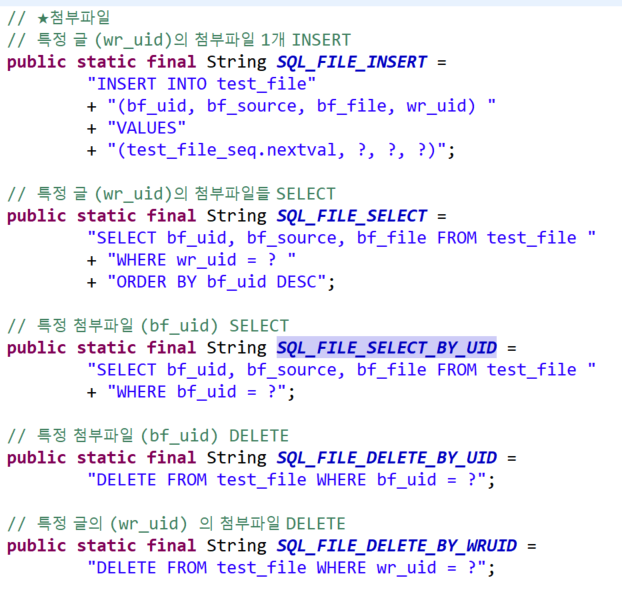 // ★첨부파일
// 특정 글 (wr_uid)의 첨부파일 1개 INSERT
public static final String SQL_FILE_INSERT =
"INSERT INTO test_file"
+ "(bf_uid, bf_source, bf_file, wr_uid) "
+ "VALUES"
+ "(test_file_seq.nextval, ?, ?, ?)";
// 특정 글 (wr_uid)의 첨부파일들 SELECT
public static final String SQL_FILE_SELECT =
"SELECT bf_uid, bf_source, bf_file FROM test_file "
+ "WHERE wr_uid = ? "
+ "ORDER BY bf_uid DESC";
// 특정 첨부파일 (bf_uid) SELECT
public static final String SQL_FILE_SELECT_BY_UID =
"SELECT bf_uid, bf_source, bf_file FROM test_file "
+ "WHERE bf_uid = ?";
// 특정 첨부파일 (bf_uid) DELETE
public static final String SQL_FILE_DELETE_BY_UID =
"DELETE FROM test_file WHERE bf_uid = ?";
// 특정 글의 (wr_uid) 의 첨부파일 DELETE
public static final String SQL_FILE_DELETE_BY_WRUID =
"DELETE FROM test_file WHERE wr_uid = ?";